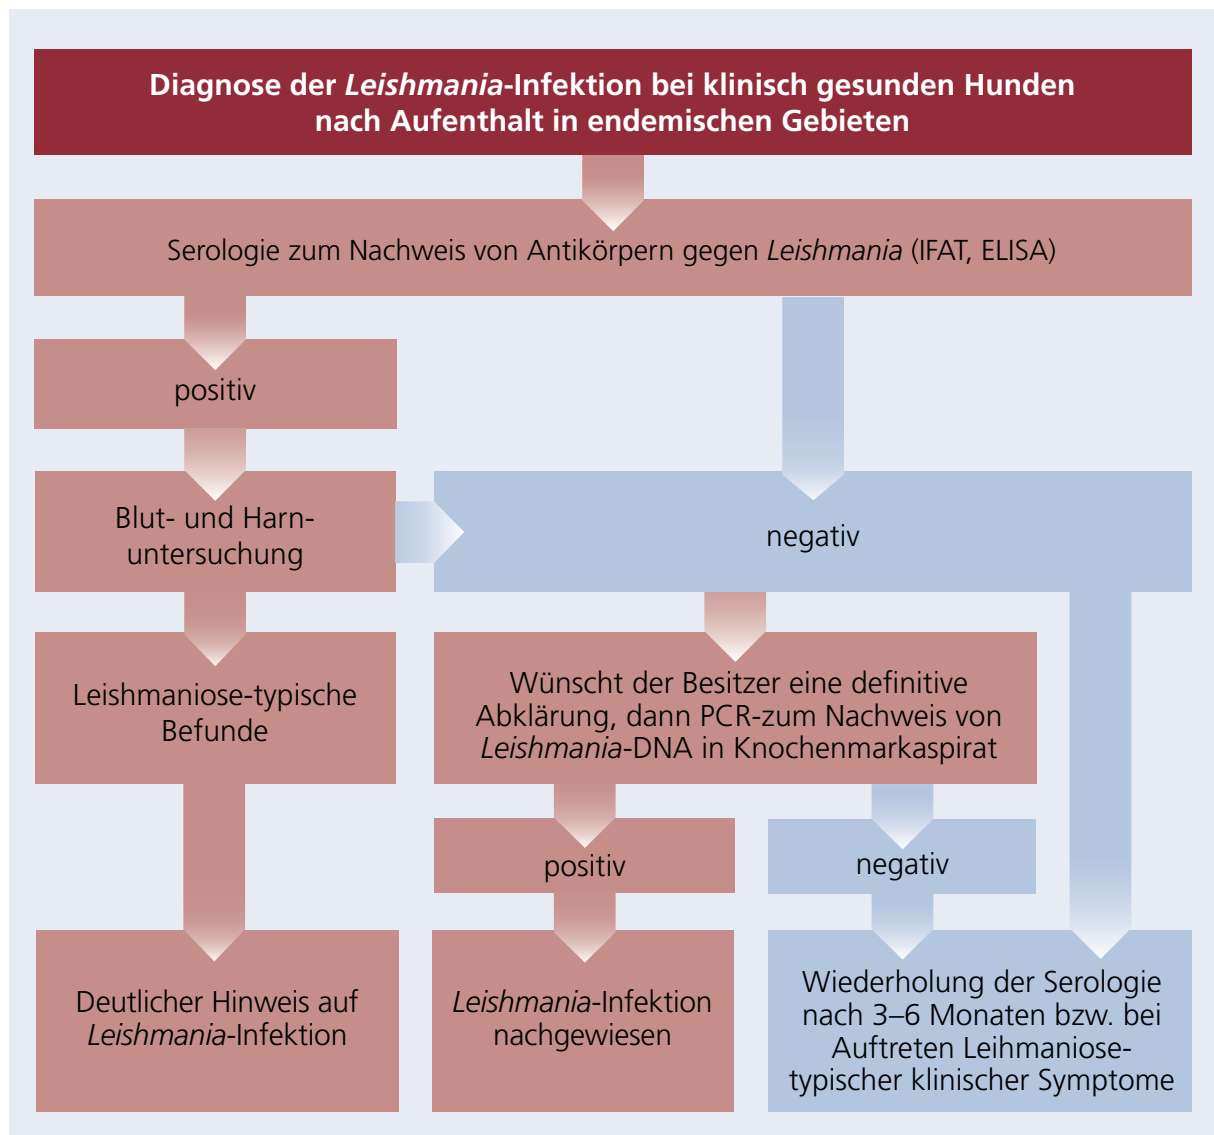 Diagnose der Leishmania-Infektion bei klinisch gesunden Hunden
nach Aufenthalt in endemischen Gebieten
Serologie zum Nachweis von Antikörpern gegen Leishmania (IFAT, ELISA)
positiv
Blut- und Harn-
untersuchung
negativ
Leishmaniose-typische
Befunde
Wünscht der Besitzer eine definitive
Abklärung, dann PCR-zum Nachweis von
Leishmania-DNA in Knochenmarkaspirat
positiv
negativ
Deutlicher Hinweis auf
Leishmania-Infektion
Leishmania-Infektion
nachgewiesen
Wiederholung der Serologie
nach 3–6 Monaten bzw. bei
Auftreten Leihmaniose-
typischer klinischer Symptome